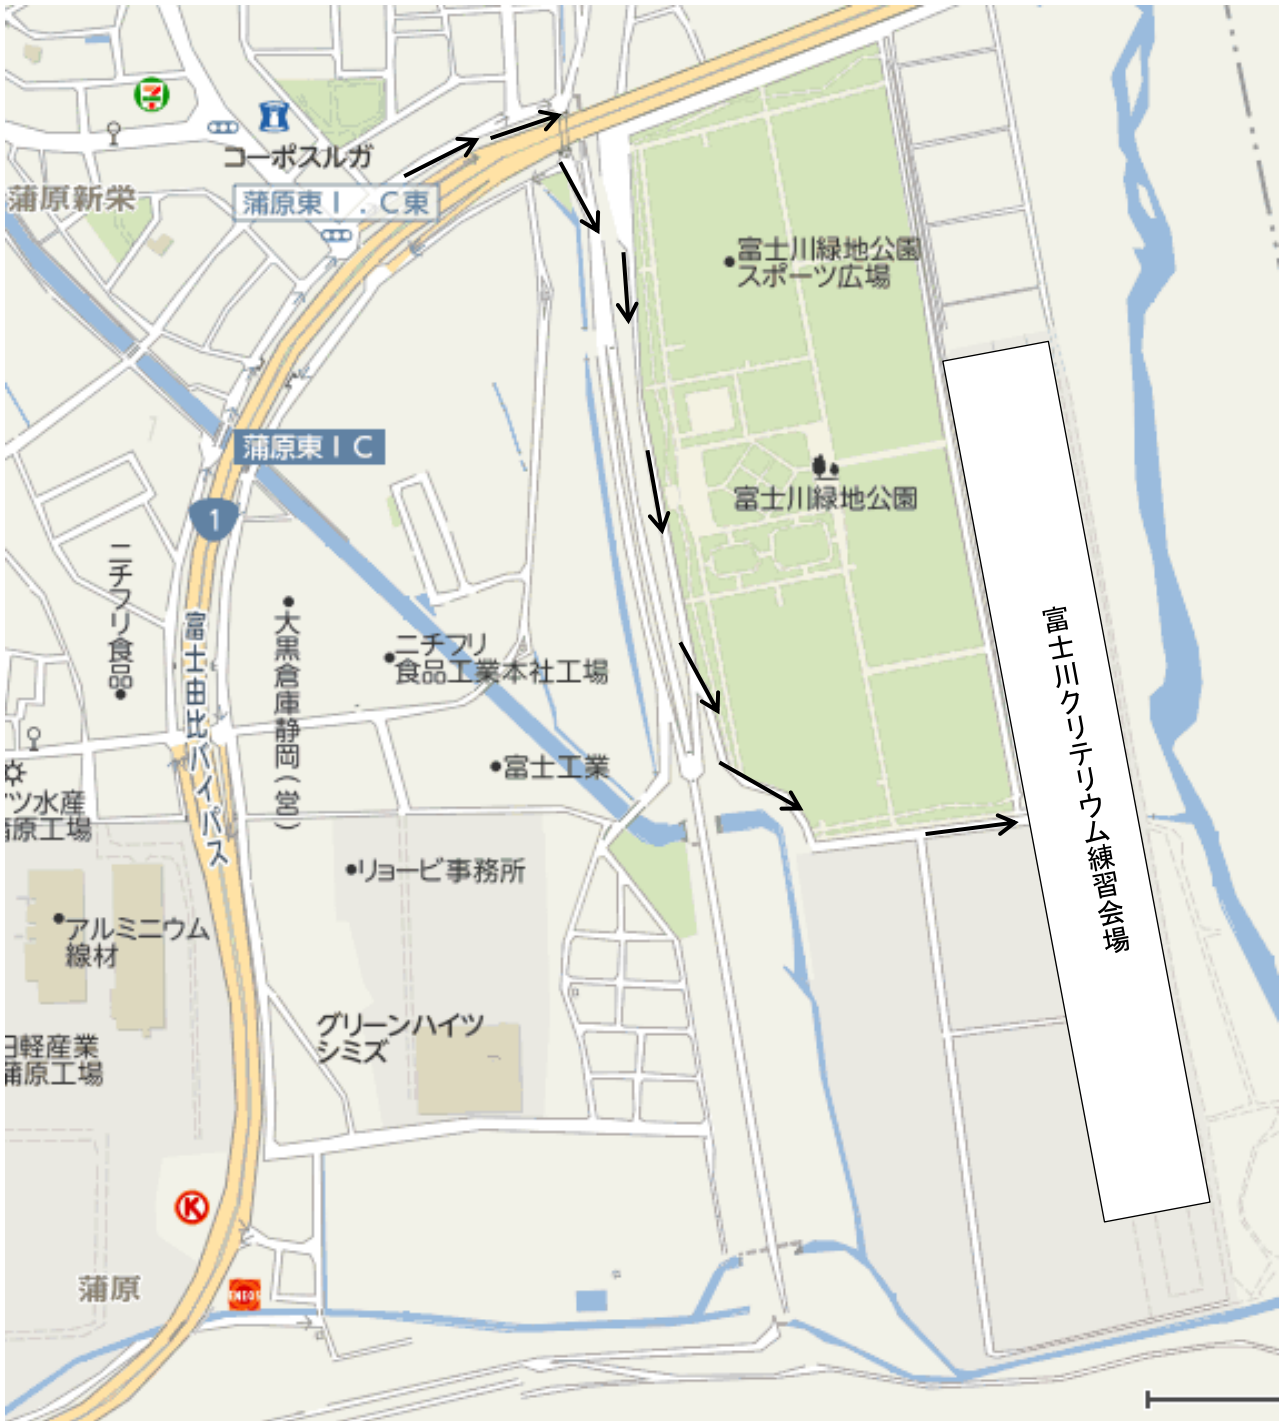 7
コーポスルガ
蒲原新栄
蒲原東I.C東
富士川緑地公園
スポーツ広場
蒲原東IC
富士川緑地公園
1
ニチフリ食品
大黒倉庫静岡(営)
富士由比バイパス
ニチフリ
食品工業本社工場
富士川クリテリウム練習会場
富士工業
ツ水産
原工場
リョービ事務所
アルミニウム
線材
グリーンハイツ
シミズ
軽産業
蒲原工場
K
蒲原
ENEOS